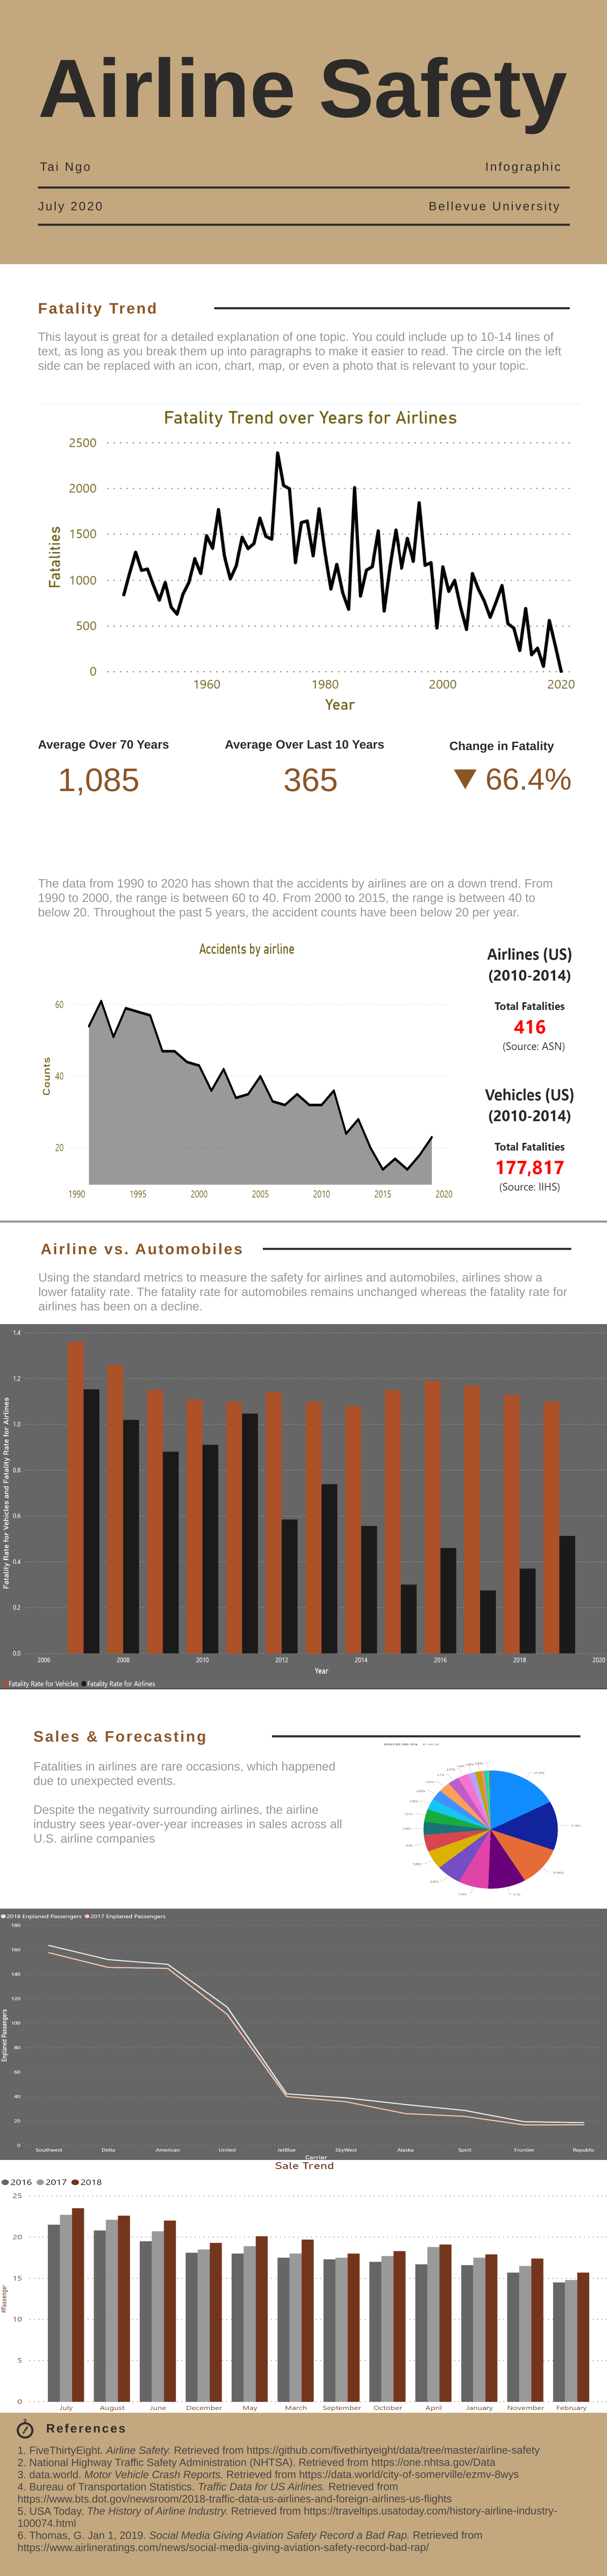 Airline Safety
Tai Ngo
Infographic
July 2020
Bellevue University
Fatality Trend
This layout is great for a detailed explanation of one topic. You could include up to 10-14 lines of
text, as long as you break them up into paragraphs to make it easier to read. The circle on the left
side can be replaced with an icon, chart, map, or even a photo that is relevant to your topic.
Fatality Trend over Years for Airlines
2500
2000
1500
1000
500
0
Fatalities
1960 1980 2000 2020
Year
Average Over 70 Years
1,085
Average Over Last 10 Years
365
Change in Fatality
▼ 66.4%
The data from 1990 to 2020 has shown that the accidents by airlines are on a down trend. From
1990 to 2000, the range is between 60 to 40. From 2000 to 2015, the range is between 40 to
below 20. Throughout the past 5 years, the accident counts have been below 20 per year.
Accidents by airline
60
40
20
Counts
1990 1995 2000 2005 2010 2015 2020
Airlines (US)
(2010-2014)
Total Fatalities
416
(Source: ASN)
Vehicles (US)
(2010-2014)
Total Fatalities
177,817
(Source: IIHS)
Airline vs. Automobiles
Using the standard metrics to measure the safety for airlines and automobiles, airlines show a
lower fatality rate. The fatality rate for automobiles remains unchanged whereas the fatality rate for
airlines has been on a decline.
1.4
1.2
1.0
0.8
0.6
0.4
0.2
0.0
Fatality Rate for Vehicles and Fatality Rate for Airlines
2006 2008 2010 2012 2014 2016 2018 2020
Year
Fatality Rate for Vehicles Fatality Rate for Airlines
Sales & Forecasting
Fatalities in airlines are rare occasions, which happened
due to unexpected events.
Despite the negativity surrounding airlines, the airline
industry sees year-over-year increases in sales across all
U.S. airline companies
2018 Enplaned Passengers 2017 Enplaned Passengers
180
160
140
120
100
80
60
40
20
0
Enplaned Passengers
Southwest Delta American United JetBlue SkyWest Alaska Spirit Frontier Republic
Carrier
Sale Trend
2016 2017 2018
25
20
15
10
5
0
#Passenger
July August June December May March September October April January November February
References
1. FiveThirtyEight. Airline Safety. Retrieved from https://github.com/fivethirtyeight/data/tree/master/airline-safety
2. National Highway Traffic Safety Administration (NHTSA). Retrieved from https://one.nhtsa.gov/Data
3. data.world. Motor Vehicle Crash Reports. Retrieved from https://data.world/city-of-somerville/ezmv-8wys
4. Bureau of Transportation Statistics. Traffic Data for US Airlines. Retrieved from
https://www.bts.dot.gov/newsroom/2018-traffic-data-us-airlines-and-foreign-airlines-us-flights
5. USA Today. The History of Airline Industry. Retrieved from https://traveltips.usatoday.com/history-airline-industry-
100074.html
6. Thomas, G. Jan 1, 2019. Social Media Giving Aviation Safety Record a Bad Rap. Retrieved from
https://www.airlineratings.com/news/social-media-giving-aviation-safety-record-bad-rap/